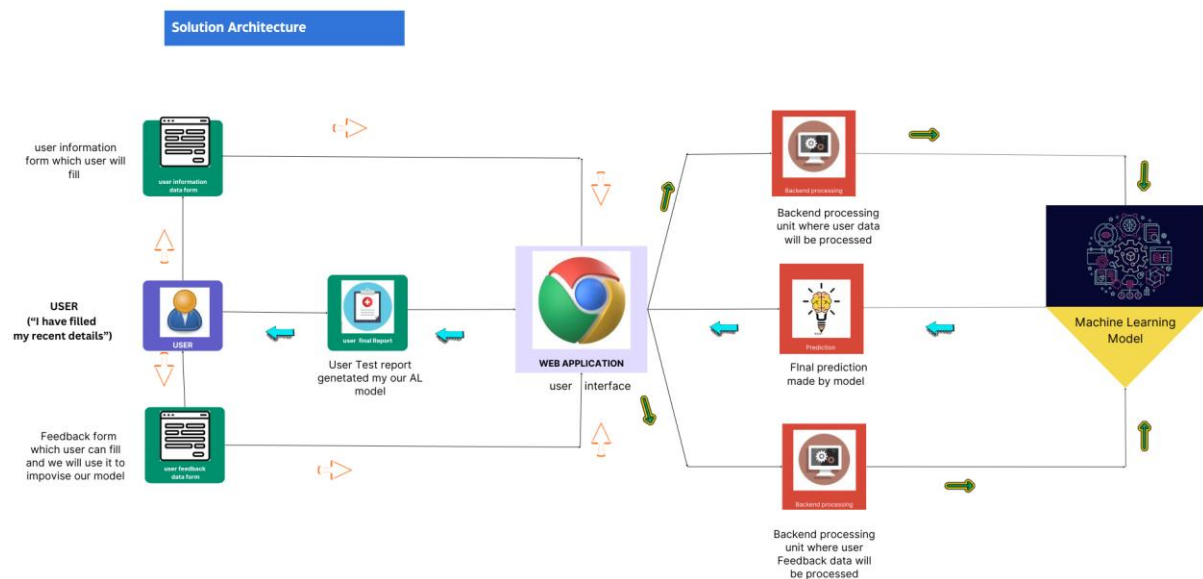 Solution Architecture
user information
form which user will
fill
user information
data form
Backend processing
Backend processing
unit where user data
will be processed
USER
("I have filled
my recent details")
USER
user final Report
User Test report
genetated my our AL
model
WEB APPLICATION
user interface
Prediction
FInal prediction
made by model
Machine Learning
Model
Feedback form
which user can fill
and we will use it to
impovise our model
user feedback
data form
Backend processing
Backend processing
unit where user
Feedback data will
be processed